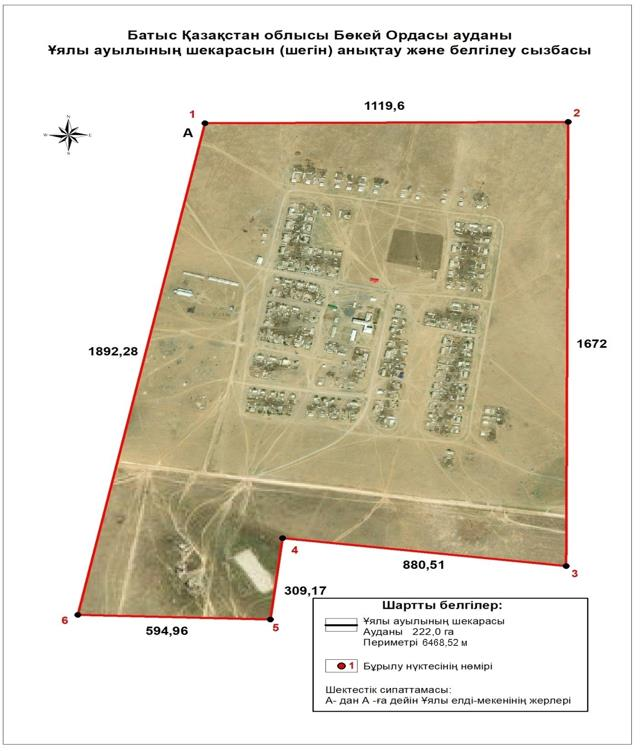 Батыс Қазақстан облысы Бөкей Ордасы ауданы
Ұялы ауылының шекарасын (шегін) анықтау және белгілеу сызбасы
1119,6
1
2
А
N
W
E
S
1892,28
1672
4
880,51
3
309,17
6
594,96
5
Шартты белгілер:
Ұялы ауылының шекарасы
Ауданы 222,0 га
Периметрі 6468,52 м
1 Бұрылу нүктесінің нөмірі
Шектестік сипаттамасы:
А- дан А -ға дейін Ұялы елді-мекенінің жерлері